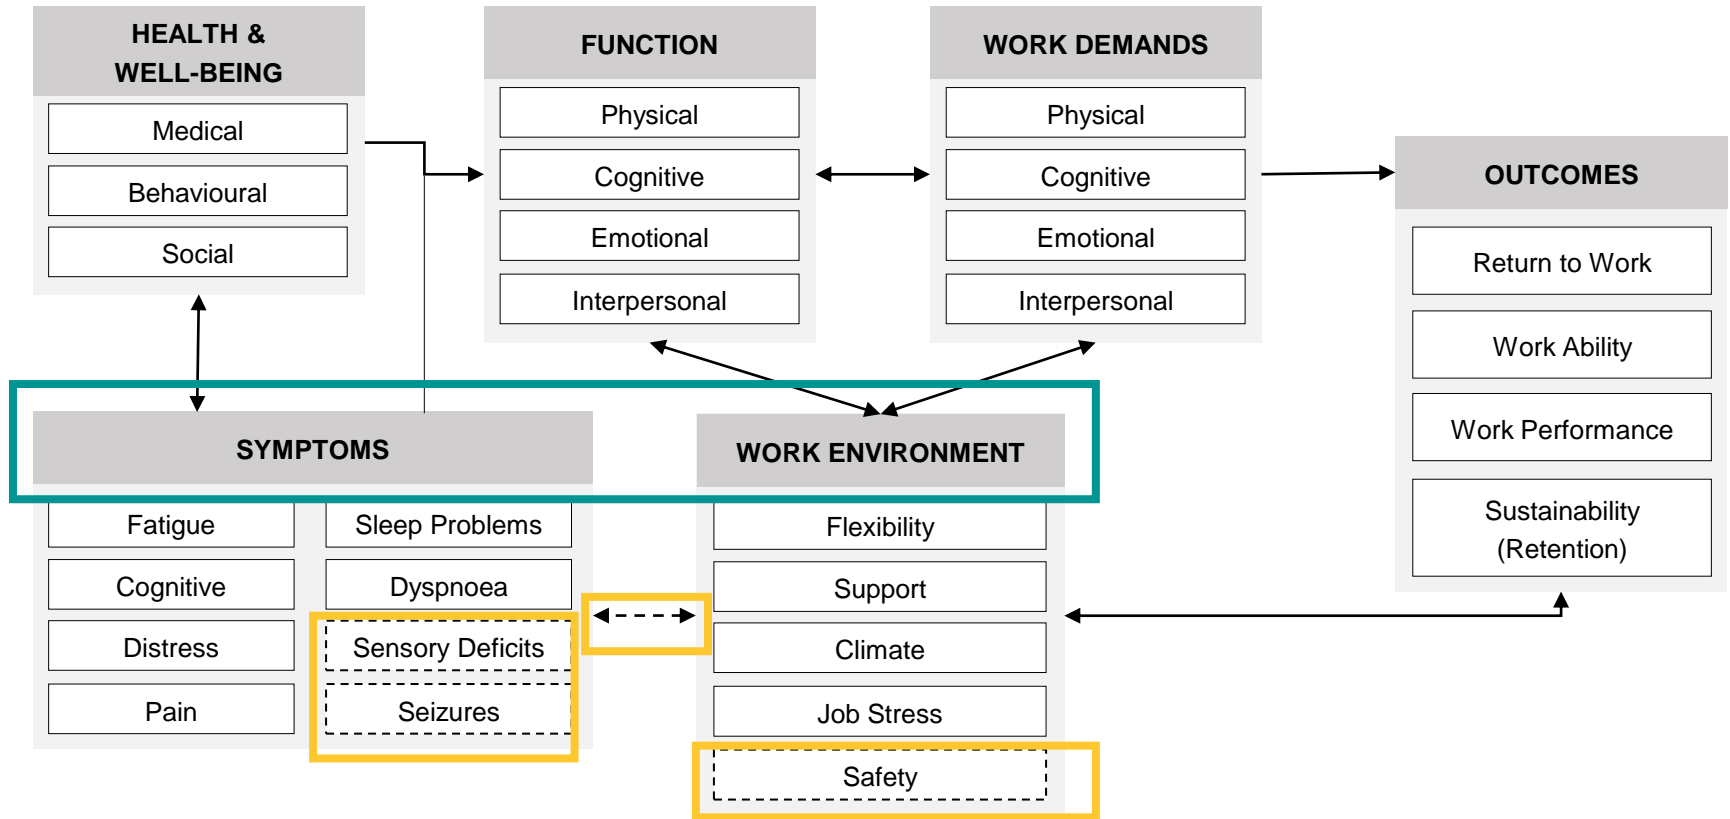 HEALTH &
WELL-BEING
Medical
Behavioural
Social
FUNCTION
Physical
Cognitive
Emotional
Interpersonal
WORK DEMANDS
Physical
Cognitive
Emotional
Interpersonal
OUTCOMES
Return to Work
Work Ability
Work Performance
Sustainability
(Retention)
SYMPTOMS
Fatigue
Sleep Problems
Cognitive
Dyspnoea
Distress
Sensory Deficits
Pain
Seizures
WORK ENVIRONMENT
Flexibility
Support
Climate
Job Stress
Safety